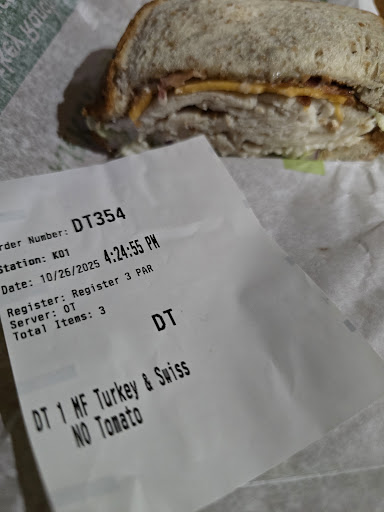 rder Number: DT354
Station: K01
Date: 10/26/2025 4:24:55 PM
Register: Register 3 PAR
Server: OT
Total Items: 3
DT
DT 1 MF Turkey & Swiss
NO Tomato